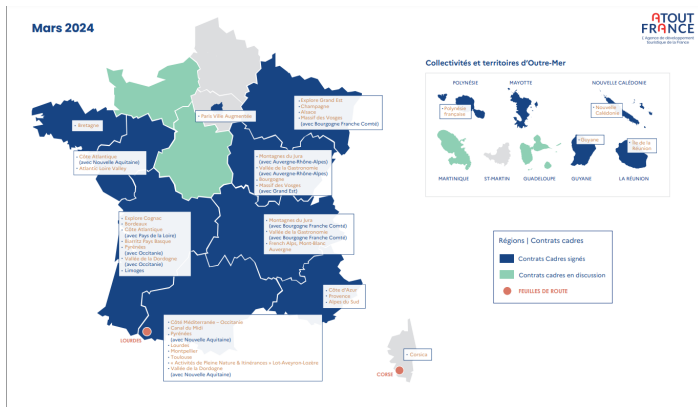 Mars 2024
ATOUT
FRANCE
L'Agence de développement
touristique de la France
Collectivités et territoires d'Outre-Mer
POLYNÉSIE
MAYOTTE
NOUVELLE CALÉDONIE
• Polynésie
Française
• Nouvelle
Calédonie
• Guyane
• Île de la
Réunion
MARTINIQUE
ST-MARTIN
GUADELOUPE
GUYANE
LA RÉUNION
• Explore Grand Est
• Champagne
• Alsace
• Massif des Vosges
(avec Bourgogne Franche Comté)
• Paris Ville Augmentée
• Bretagne
• Côte Atlantique
(avec Nouvelle Aquitaine)
• Atlantic Loire Valley
• Montagnes du Jura
(avec Auvergne-Rhône-Alpes)
• Vallée de la Gastronomie
(avec Auvergne-Rhône-Alpes)
• Bourgogne
• Massif des Vosges
(avec Grand Est)
• Explore Cognac
• Bordeaux
• Côte Atlantique
(avec Pays de la Loire)
• Biarritz Pays Basque
• Pyrénées
(avec Occitanie)
• Vallée de la Dordogne
(avec Occitanie)
• Limoges
• Montagnes du Jura
(avec Bourgogne Franche Comté)
• Vallée de la Gastronomie
(avec Bourgogne Franche Comté)
• French Alps, Mont-Blanc
Auvergne
• Côte d'Azur
• Provence
• Alpes du Sud
LOURDES
• Côté Méditerranée – Occitanie
• Canal du Midi
• Pyrénées
(avec Nouvelle Aquitaine)
• Lourdes
• Montpellier
• Toulouse
• « Activités de Pleine Nature & Itinérances » Lot-Aveyron-Lozère
• Vallée de la Dordogne
(avec Nouvelle Aquitaine)
• Corsica
CORSE
Régions | Contrats cadres
Contrats Cadres signés
Contrats cadres en discussion
FEUILLES DE ROUTE